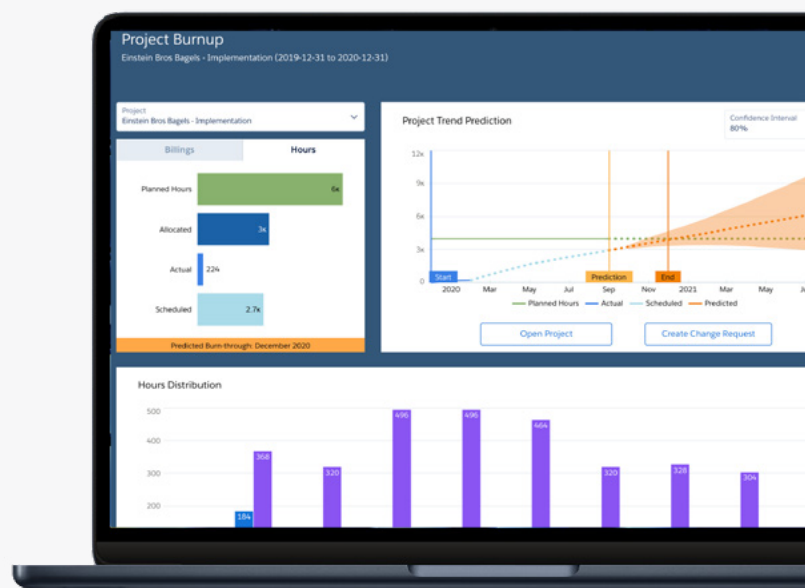 Project Burnup
Einstein Bros Bagels - Implementation (2019-12-31 to 2020-12-31)
Project
Einstein Bros Bagels - Implementation
Billings
Hours
Planned Hours
6k
Allocated
3k
Actual
224
Scheduled
2.7k
Predicted Burn-through: December 2020
Project Trend Prediction
Confidence Interval
80%
12k
9k
6k
3k
0
Start
Prediction
End
2020 Mar May Jul Sep Nov 2021 Mar May
Planned Hours Actual Scheduled Predicted
Open Project
Create Change Request
Hours Distribution
500
400
300
200
184
368
320
496
496
464
320
328
304